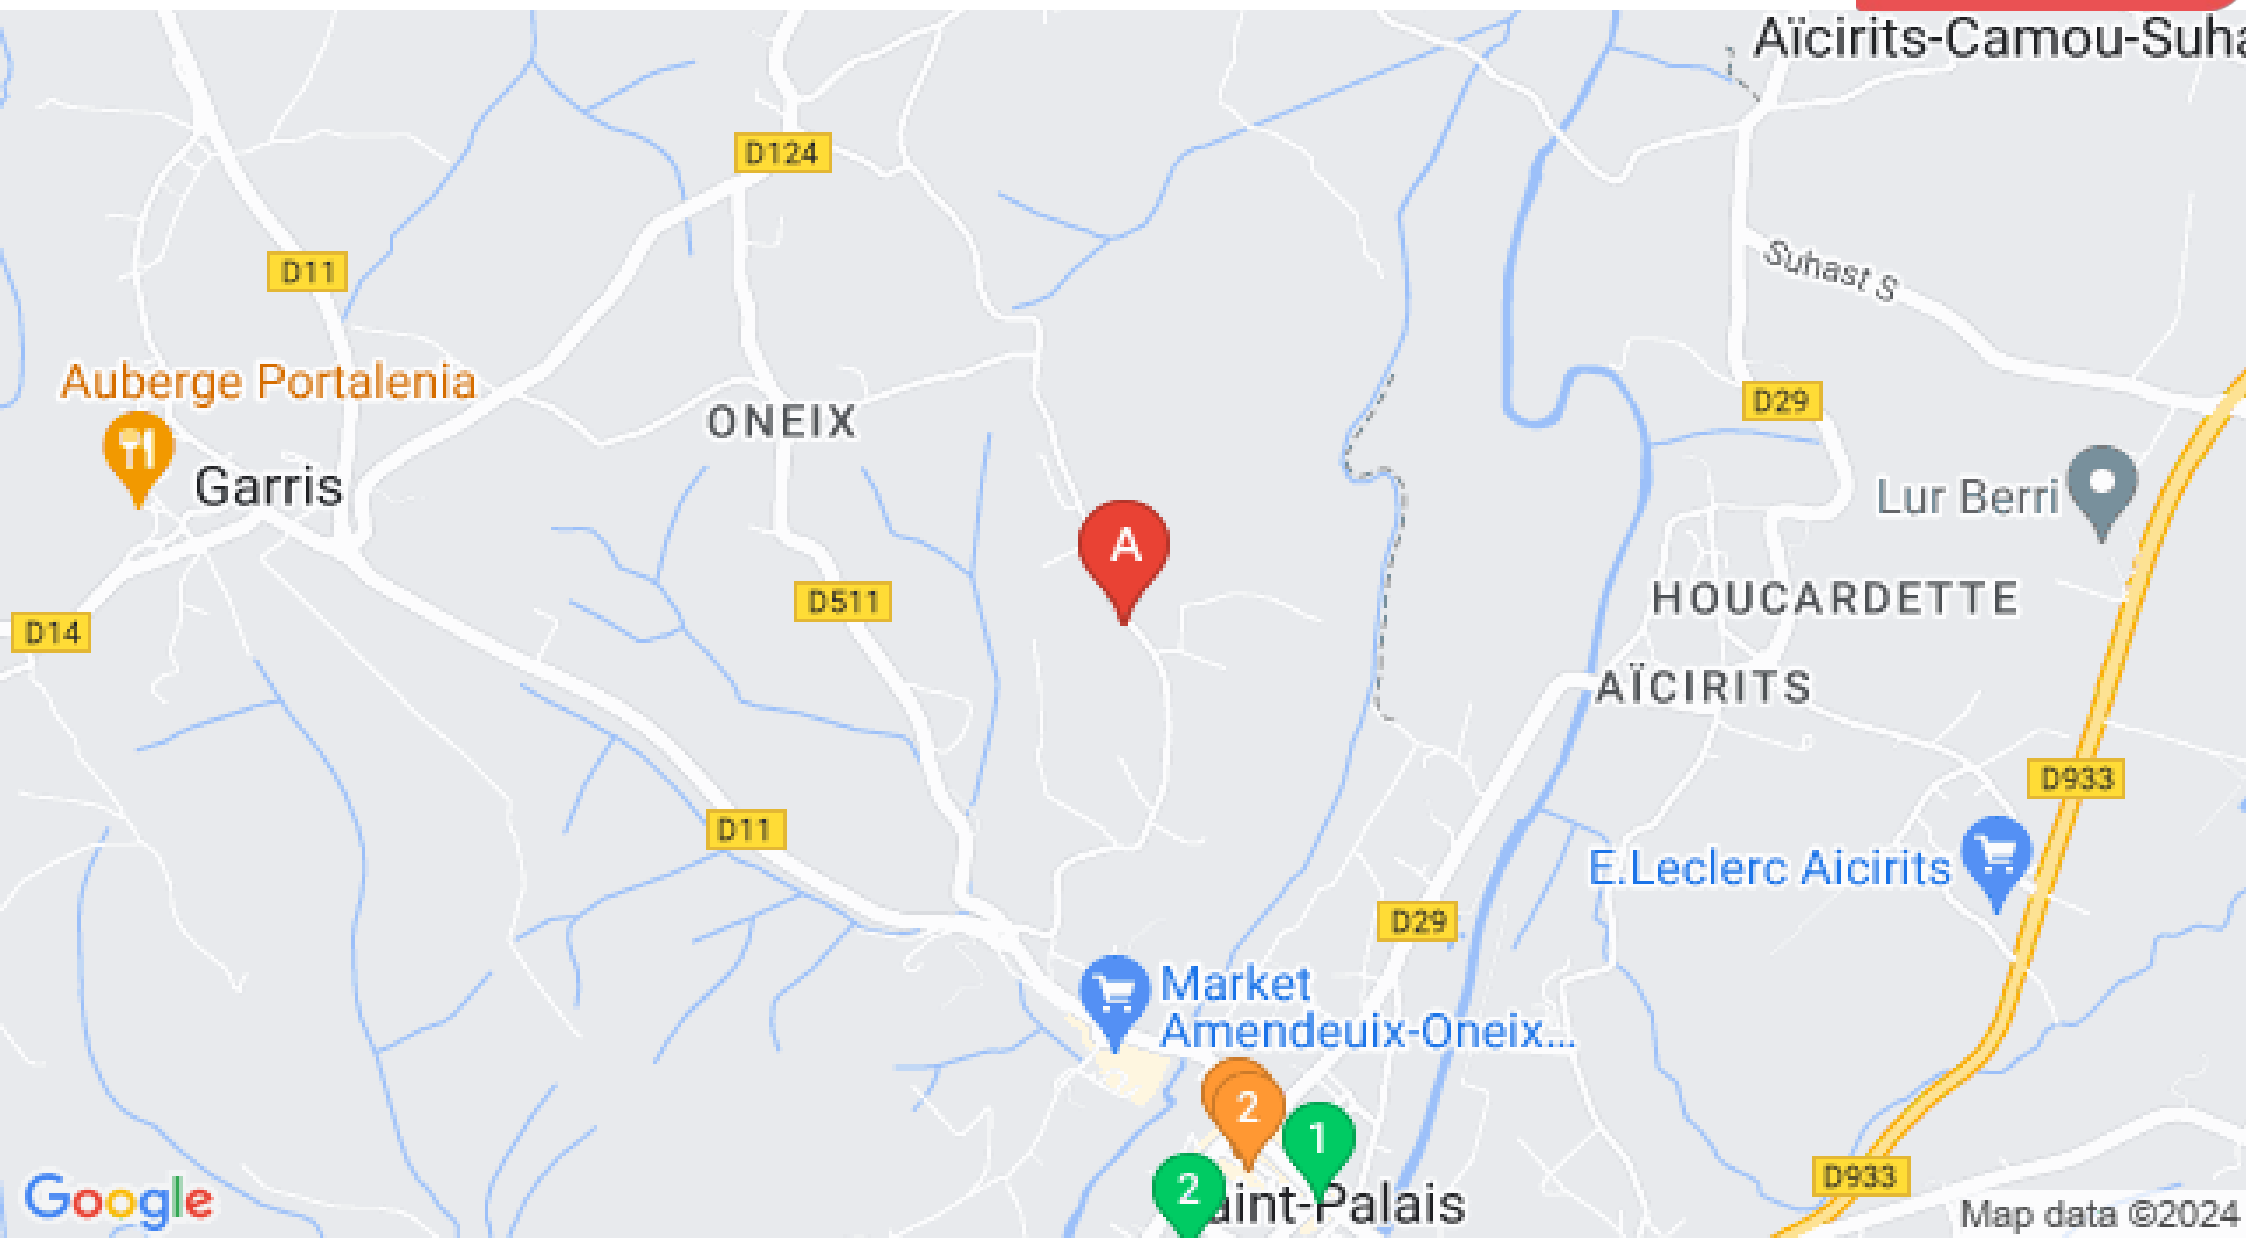 Aïcirits-Camou-Suha
D124
D11
Suhast S
Auberge Portalenia
D29
ONEIX
Garris
Lur Berri
A
D511
HOUCARDETTE
D14
AÏCIRITS
D933
D11
E.Leclerc Aicirits
D29
Market
Amendeuix-Oneix...
2
1
D933
2
aint-Palais
Google
Map data ©2024